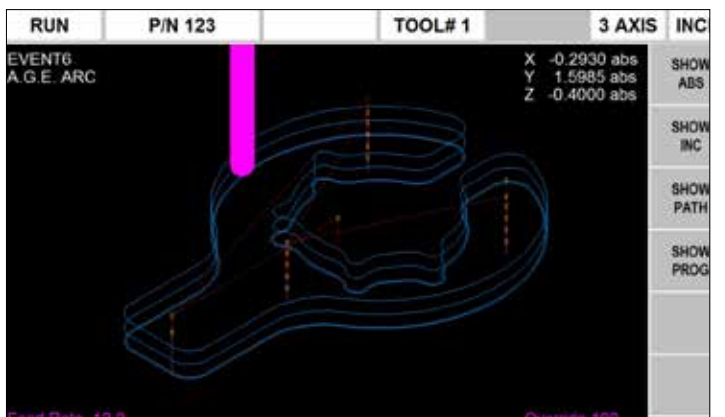 RUN P/N 123 TOOL# 1 3 AXIS INC
EVENT6
A.G.E. ARC
X -0.2930 abs
Y 1.5985 abs
Z -0.4000 abs
SHOW
ABS
SHOW
INC
SHOW
PATH
SHOW
PROG